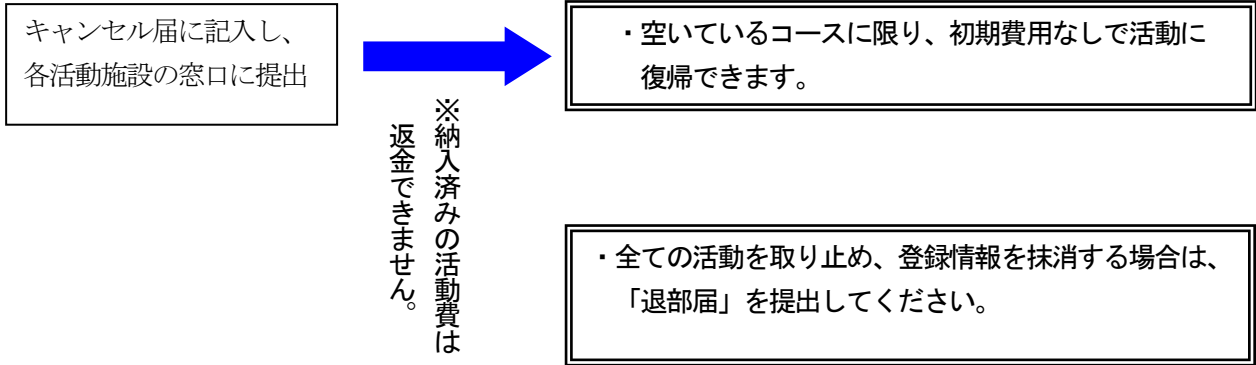 キャンセル届に記入し、
各活動施設の窓口に提出
※納入済みの活動費は
返金できません。
・空いているコースに限り、初期費用なしで活動に
復帰できます。
・全ての活動を取り止め、登録情報を抹消する場合は、
「退部届」を提出してください。